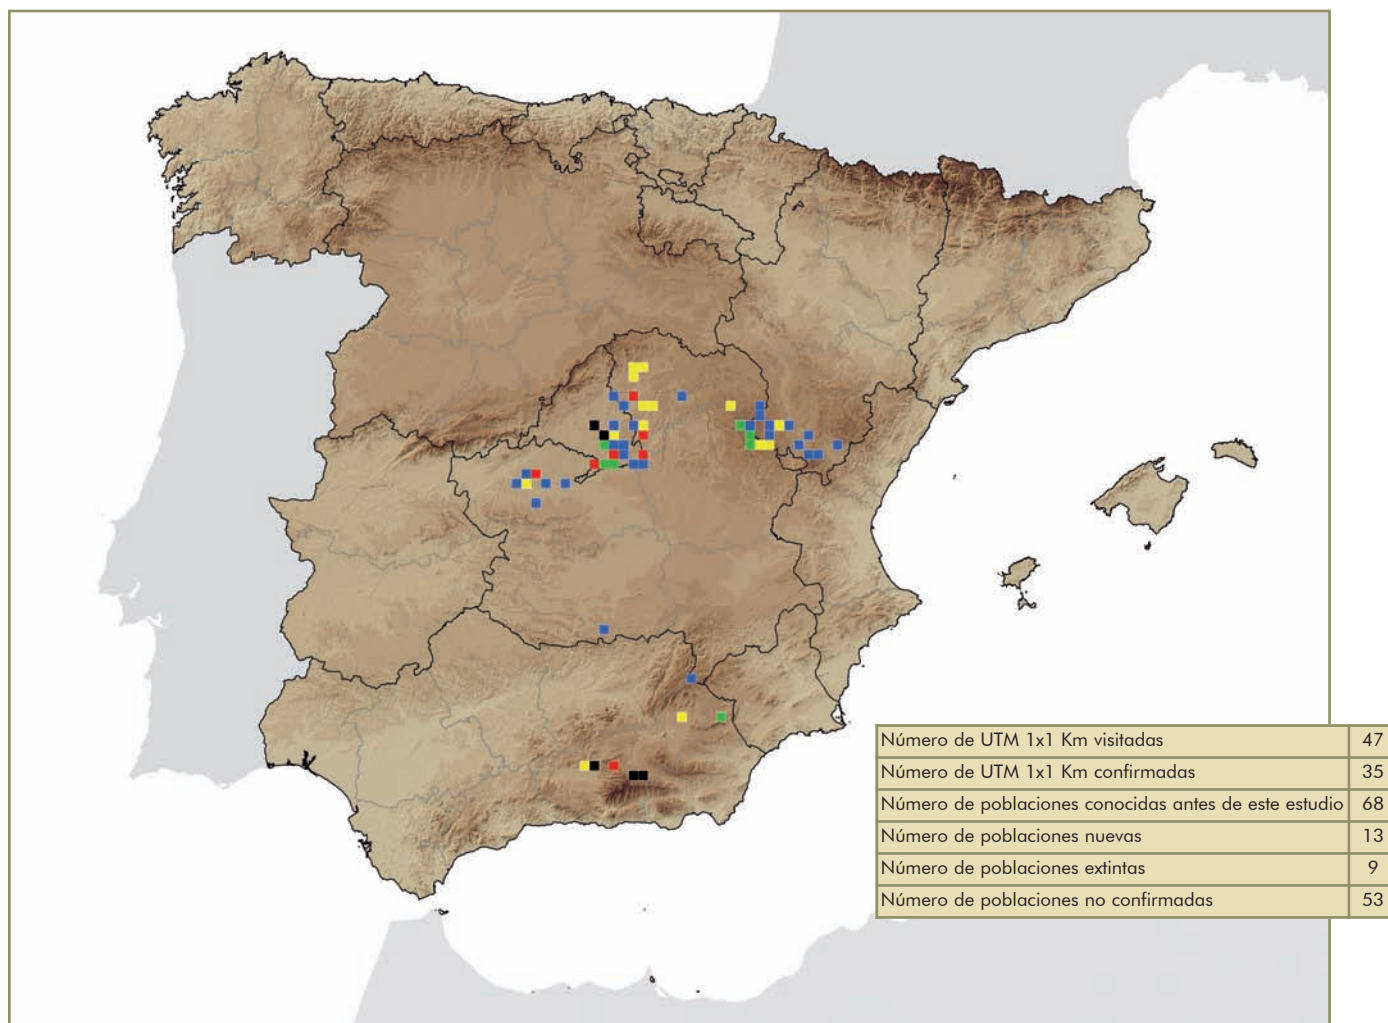 Número de UTM 1x1 Km visitadas 47
Número de UTM 1x1 Km confirmadas 35
Número de poblaciones conocidas antes de este estudio 68
Número de poblaciones nuevas 13
Número de poblaciones extintas 9
Número de poblaciones no confirmadas 53